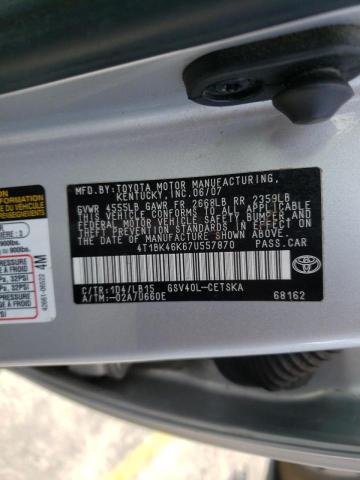 MFD.BY:TOYOTA MOTOR MANUFACTURING,
KENTUCKY, INC.06/07
GVWR 4555LB GAWR FR 2668LB RR 2359LB
THIS VEHICLE CONFORMS TO ALL APPLICABLE
FEDERAL MOTOR VEHICLE SAFETY, BUMPER, AND
THEFT PREVENTION STANDARDS IN EFFECT
ON THE DATE OF MANUFACTURE
SHOWN ABOVE.
4T1BK46K67U557870 PASS.CAR
C/TR:1D4/LB15 GSV40L-CETSKA
A/TM:-02A/U660E
68162
TOYOTA
4M